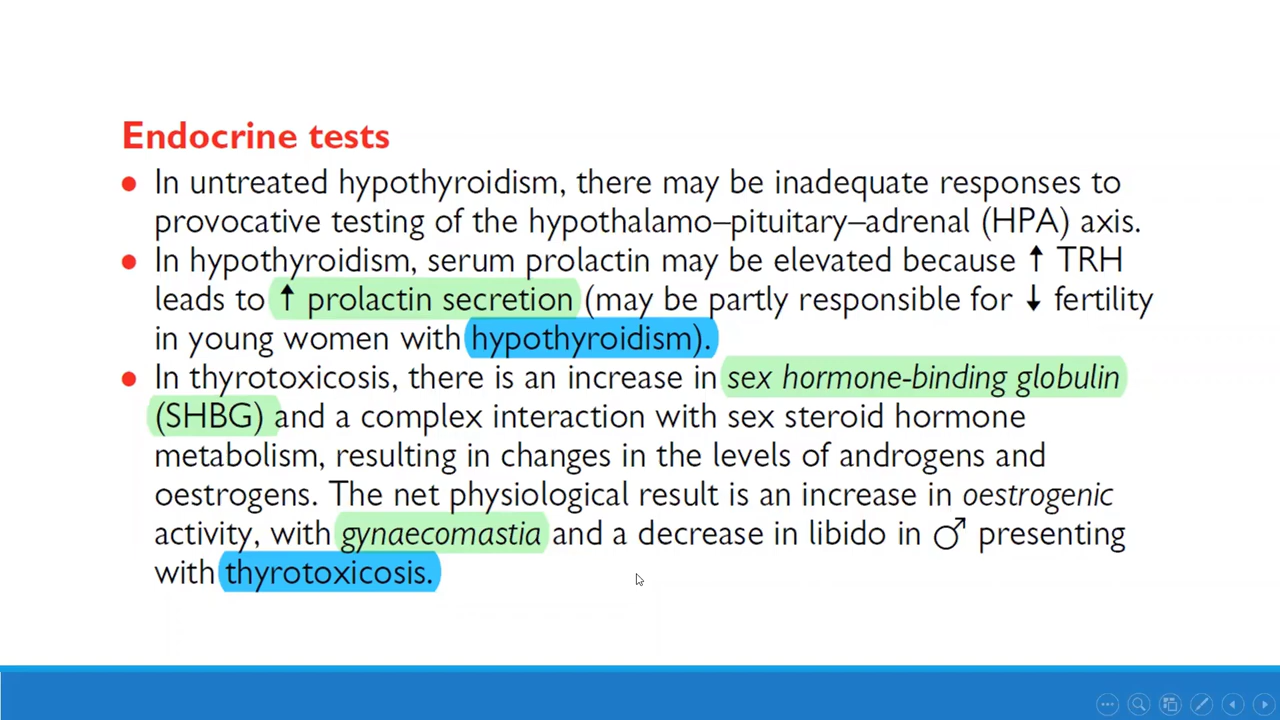 Endocrine tests
● In untreated hypothyroidism, there may be inadequate responses to
provocative testing of the hypothalamo–pituitary–adrenal (HPA) axis.
● In hypothyroidism, serum prolactin may be elevated because ↑ TRH
leads to ↑ prolactin secretion (may be partly responsible for ↓ fertility
in young women with hypothyroidism).
● In thyrotoxicosis, there is an increase in sex hormone-binding globulin
(SHBG) and a complex interaction with sex steroid hormone
metabolism, resulting in changes in the levels of androgens and
oestrogens. The net physiological result is an increase in oestrogenic
activity, with gynaecomastia and a decrease in libido in ♂ presenting
with thyrotoxicosis.